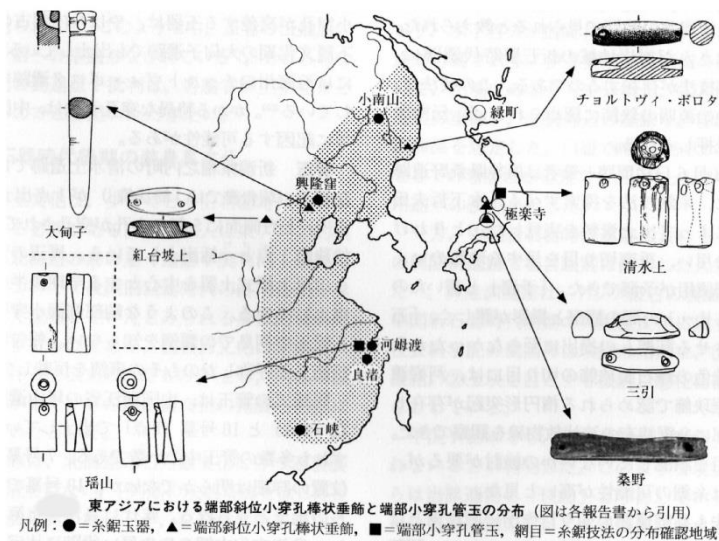 チョルトヴィ・ボロタ
小南山
緑町
興隆窪
極楽寺
大甸子
紅台坡上
清水上
河姆渡
良渚
三引
石峡
瑶山
桑野
東アジアにおける端部斜位小穿孔棒状垂飾と端部小穿孔管玉の分布(図は各報告書から引用)
凡例:●=糸鋸玉器,▲=端部斜位小穿孔棒状垂飾,■=端部小穿孔管玉,網目=糸鋸技法の分布確認地域